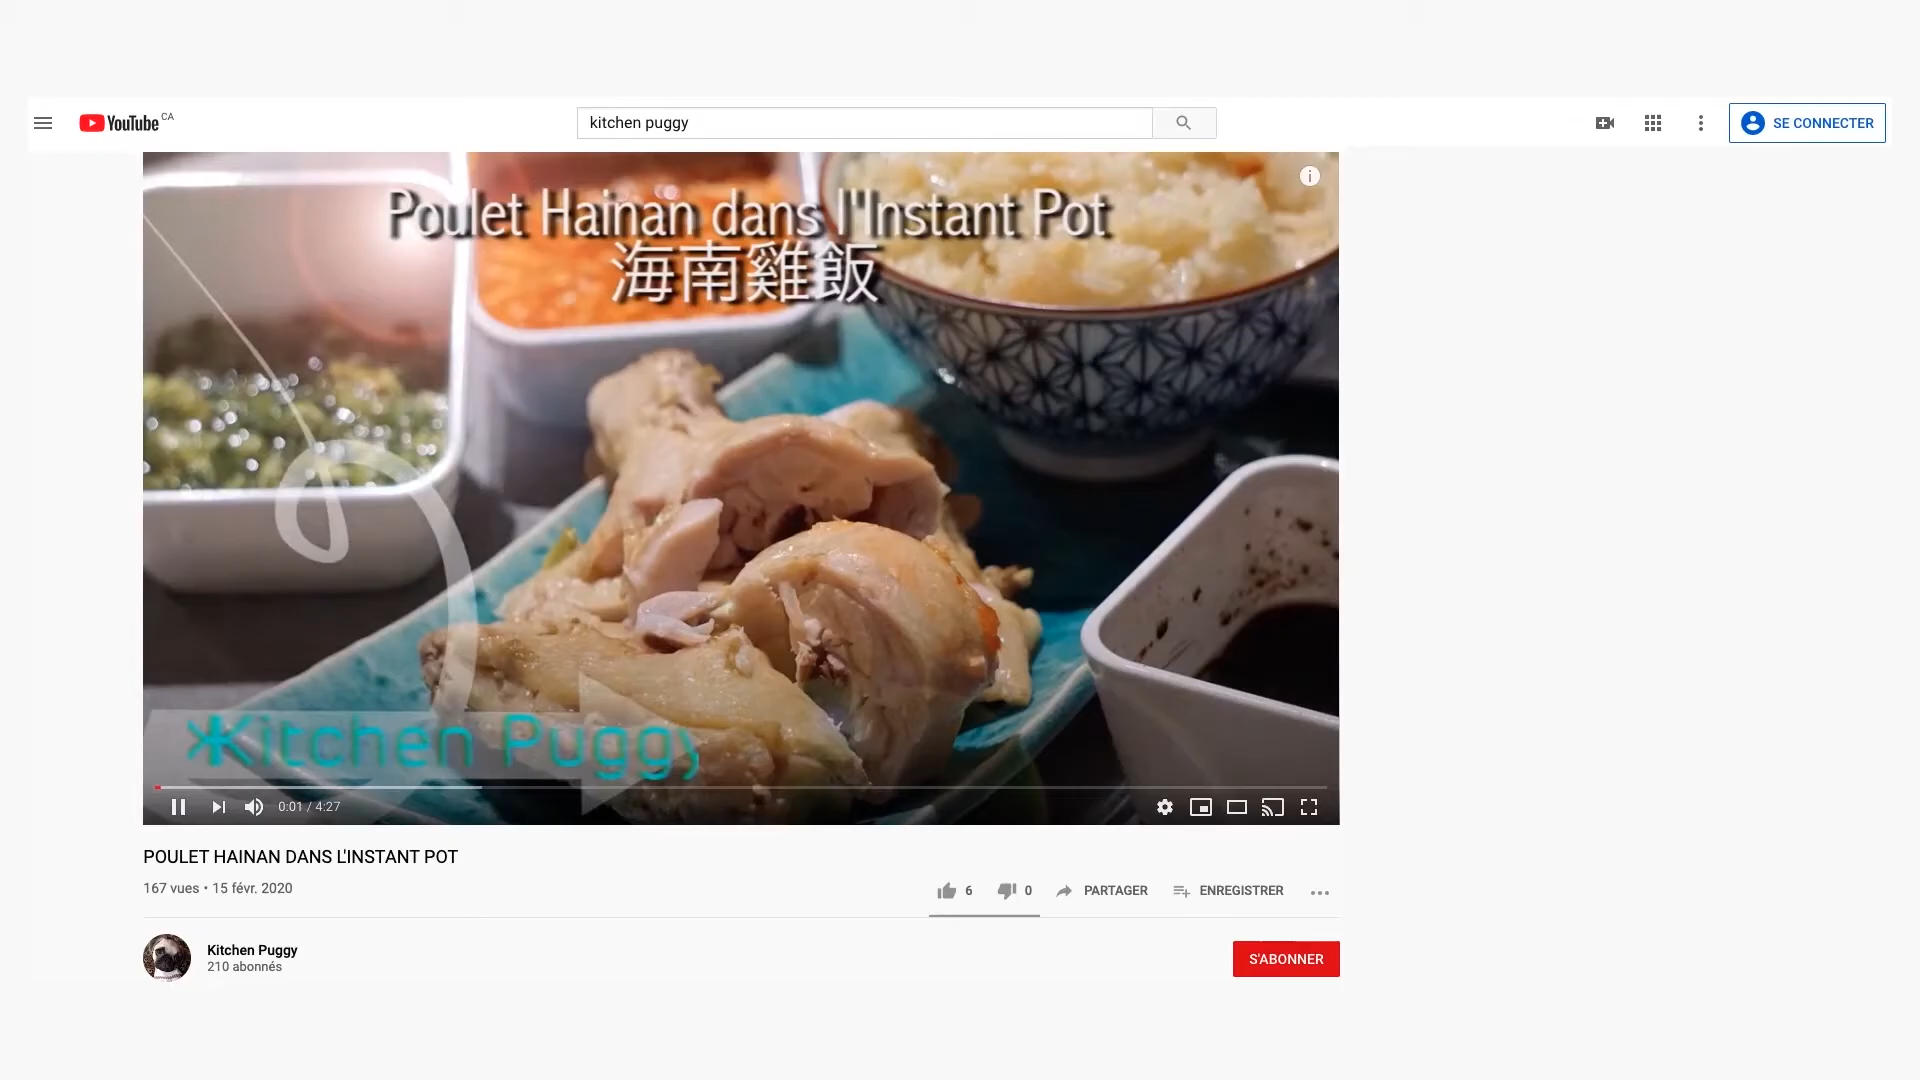 YouTube CA
kitchen puggy
SE CONNECTER
Poulet Hainan dans l''Instant Pot
海南雞飯
Kitchen Puggy
0:01 / 4:27
POULET HAINAN DANS L'INSTANT POT
167 vues • 15 févr. 2020
6
0
PARTAGER
ENREGISTRER
Kitchen Puggy
210 abonnés
S'ABONNER